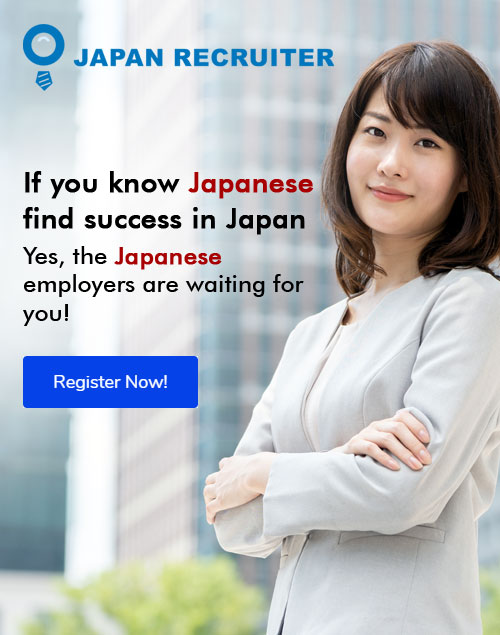 JAPAN RECRUITER
If you know Japanese
find success in Japan
Yes, the Japanese
employers are waiting for
you!
Register Now!